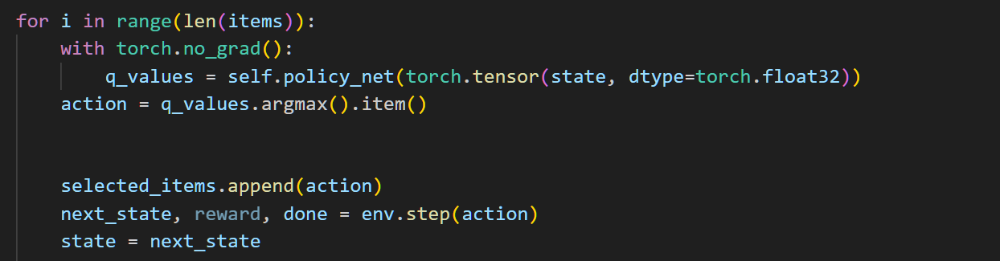 for i in range(len(items)):
    with torch.no_grad():
        q_values = self.policy_net(torch.tensor(state, dtype=torch.float32))
    action = q_values.argmax().item()
    selected_items.append(action)
    next_state, reward, done = env.step(action)
    state = next_state